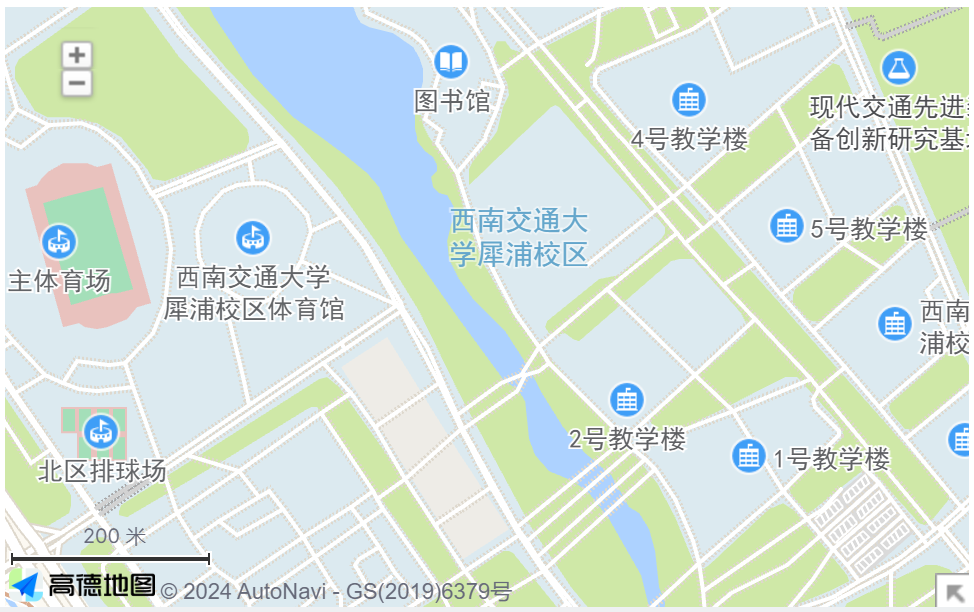 图书馆
现代交通先进
备创新研究基
4号教学楼
西南交通大
学犀浦校区
5号教学楼
主体育场
西南交通大学
犀浦校区体育馆
西南
浦校
2号教学楼
1号教学楼
北区排球场
200 米
高德地图
© 2024 AutoNavi - GS(2019)6379号